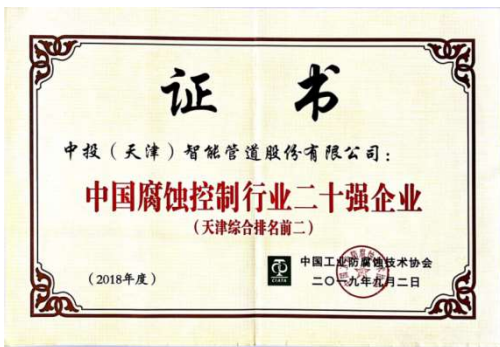 证 书
中投（天津）智能管道股份有限公司：
中国腐蚀控制行业二十强企业
（天津综合排名前二）
CIATA
中国工业防腐蚀技术协会
（2018年度）
二〇一九年九月二日